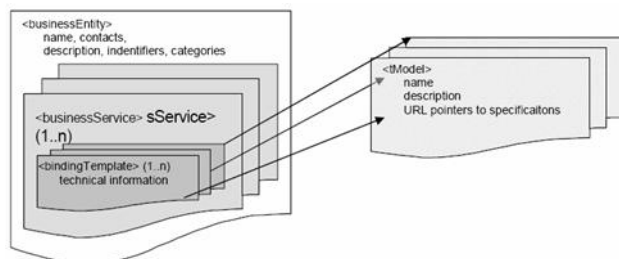 <businessEntity>
name, contacts,
description, indentifiers, categories
<businessService> sService>
(1..n)
<bindingTemplate> (1..n)
technical information
<tModel>
name
description
URL pointers to specificaitons